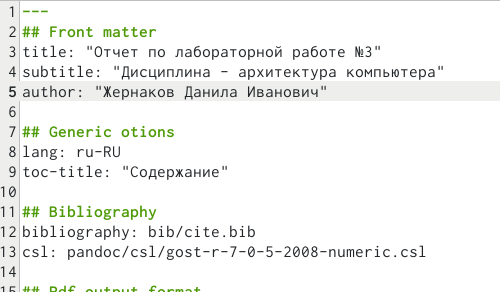 1 ---
2 ## Front matter
3 title: "Отчет по лабораторной работе №3"
4 subtitle: "Дисциплина - архитектура компьютера"
5 author: "Жернаков Данила Иванович"
6
7 ## Generic otions
8 lang: ru-RU
9 toc-title: "Содержание"
10
11 ## Bibliography
12 bibliography: bib/cite.bib
13 csl: pandoc/csl/gost-r-7-0-5-2008-numeric.csl
14
15 ## Pdf output format